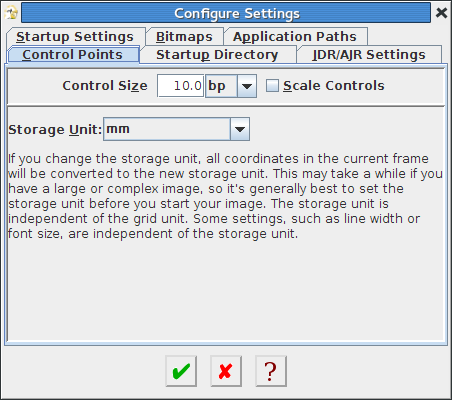 Configure Settings
Startup Settings Bitmaps Application Paths
Control Points Startup Directory JDR/AJR Settings
Control Size 10.0 bp Scale Controls
Storage Unit: mm
If you change the storage unit, all coordinates in the current frame
will be converted to the new storage unit. This may take a while if you
have a large or complex image, so it's generally best to set the
storage unit before you start your image. The storage unit is
independent of the grid unit. Some settings, such as line width or
font size, are independent of the storage unit.
?